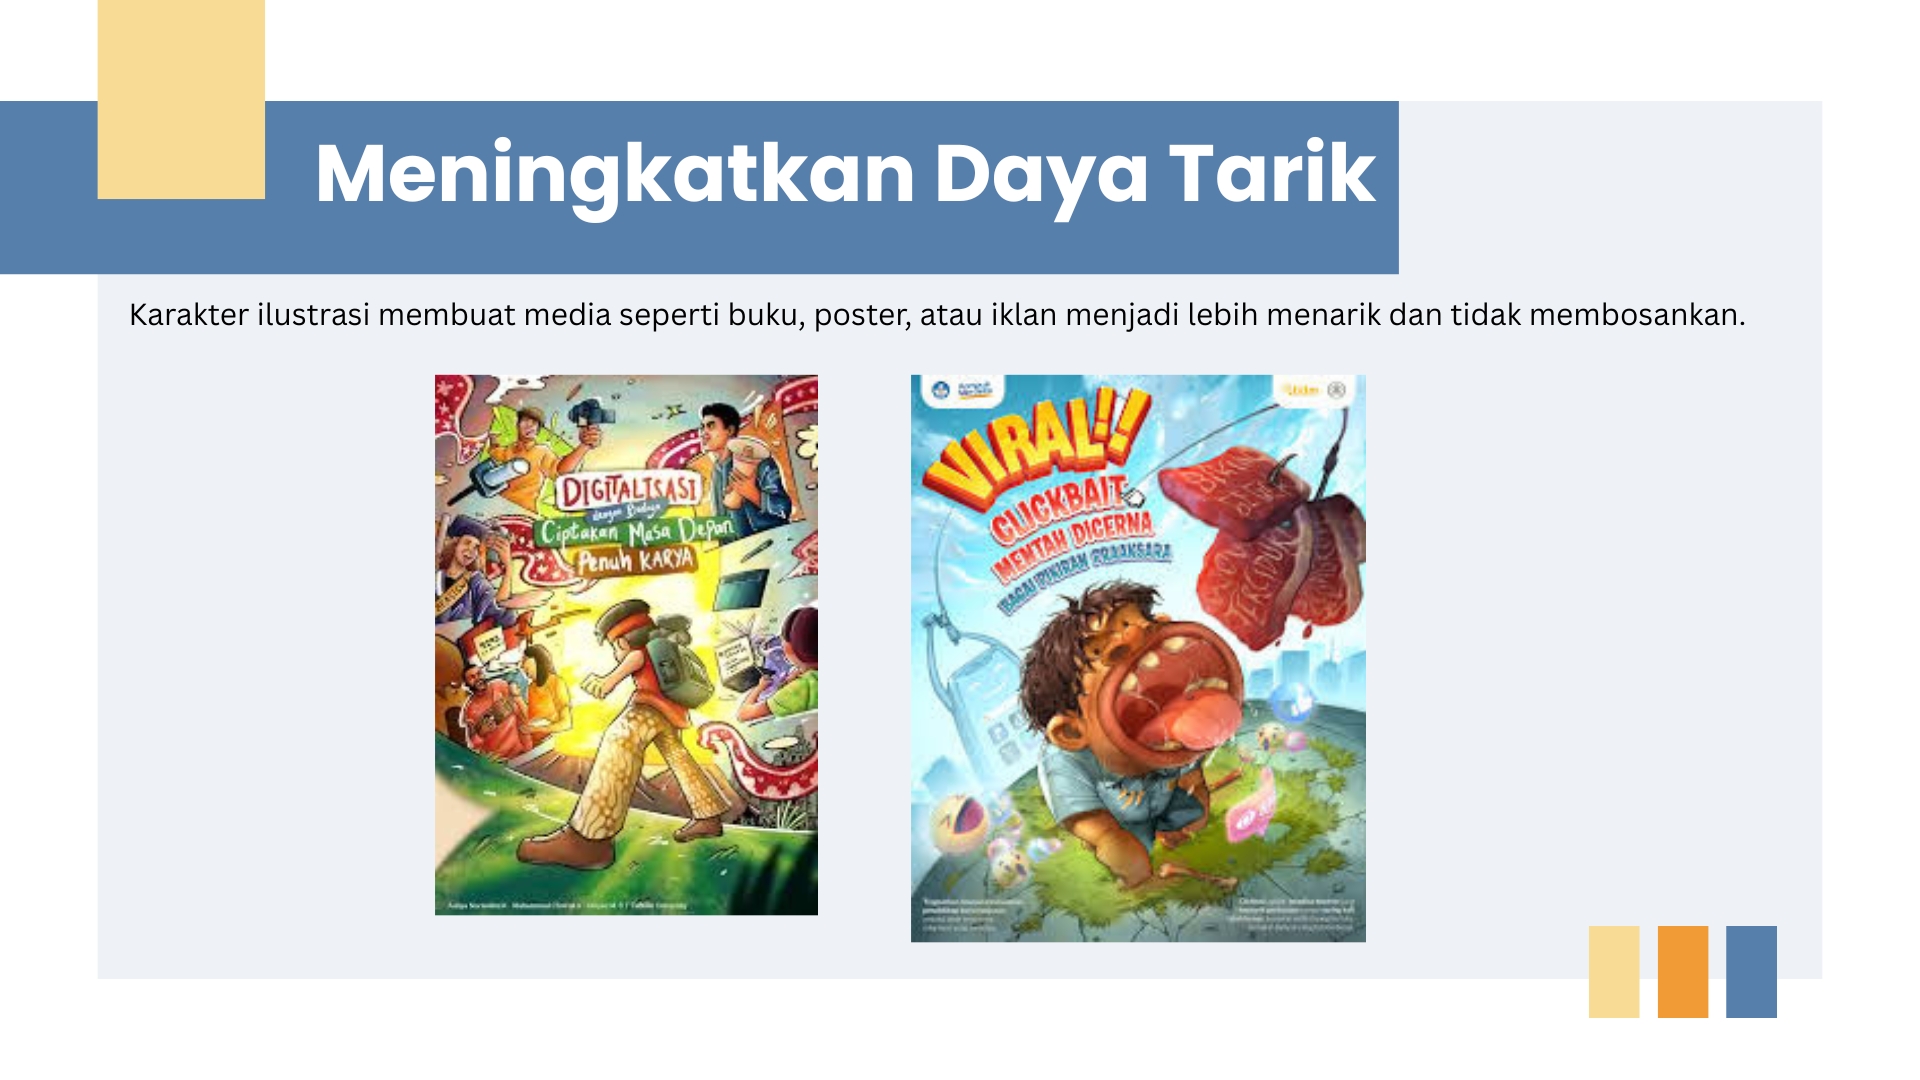 Meningkatkan Daya Tarik
Karakter ilustrasi membuat media seperti buku, poster, atau iklan menjadi lebih menarik dan tidak membosankan.
DIGITALISASI
dengan Budaya
Ciptakan Masa Depan
Penuh KARYA
VIRAL!!
CLICKBAIT
MENTAH DICERNA
BAGAI PIKIRAN PRAAKSARA